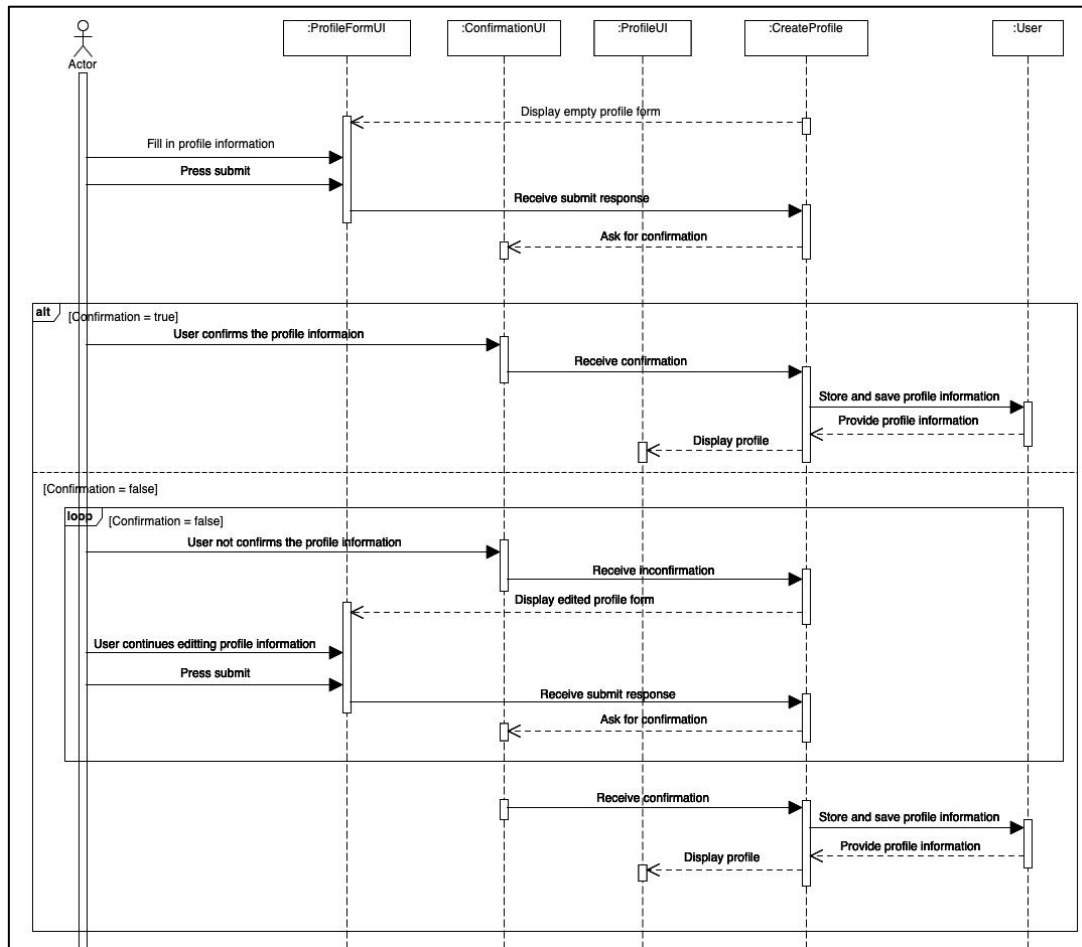 :ProfileFormUI
:ConfirmationUI
:ProfileUI
:CreateProfile
:User
Actor
Display empty profile form
Fill in profile information
Press submit
Receive submit response
Ask for confirmation
alt
[Confirmation = true]
User confirms the profile informaion
Receive confirmation
Store and save profile information
Provide profile information
Display profile
[Confirmation = false]
loop
[Confirmation = false]
User not confirms the profile information
Receive inconfirmation
Display edited profile form
User continues editting profile information
Press submit
Receive submit response
Ask for confirmation
Receive confirmation
Store and save profile information
Provide profile information
Display profile